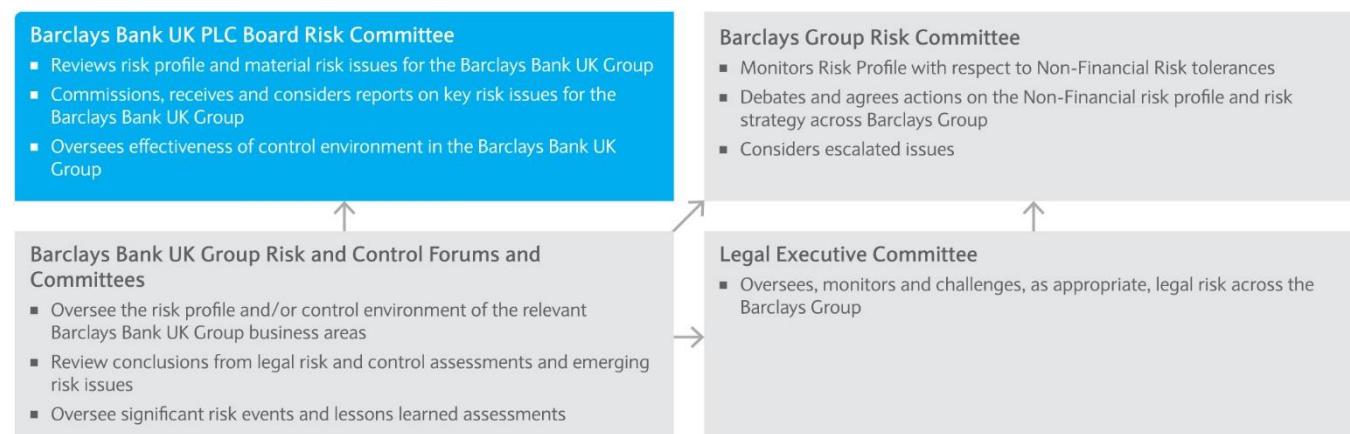 Barclays Bank UK PLC Board Risk Committee
▪ Reviews risk profile and material risk issues for the Barclays Bank UK Group
▪ Commissions, receives and considers reports on key risk issues for the
Barclays Bank UK Group
▪ Oversees effectiveness of control environment in the Barclays Bank UK
Group
Barclays Group Risk Committee
▪ Monitors Risk Profile with respect to Non-Financial Risk tolerances
▪ Debates and agrees actions on the Non-Financial risk profile and risk
strategy across Barclays Group
▪ Considers escalated issues
Barclays Bank UK Group Risk and Control Forums and
Committees
▪ Oversee the risk profile and/or control environment of the relevant
Barclays Bank UK Group business areas
▪ Review conclusions from legal risk and control assessments and emerging
risk issues
▪ Oversee significant risk events and lessons learned assessments
Legal Executive Committee
▪ Oversees, monitors and challenges, as appropriate, legal risk across the
Barclays Group